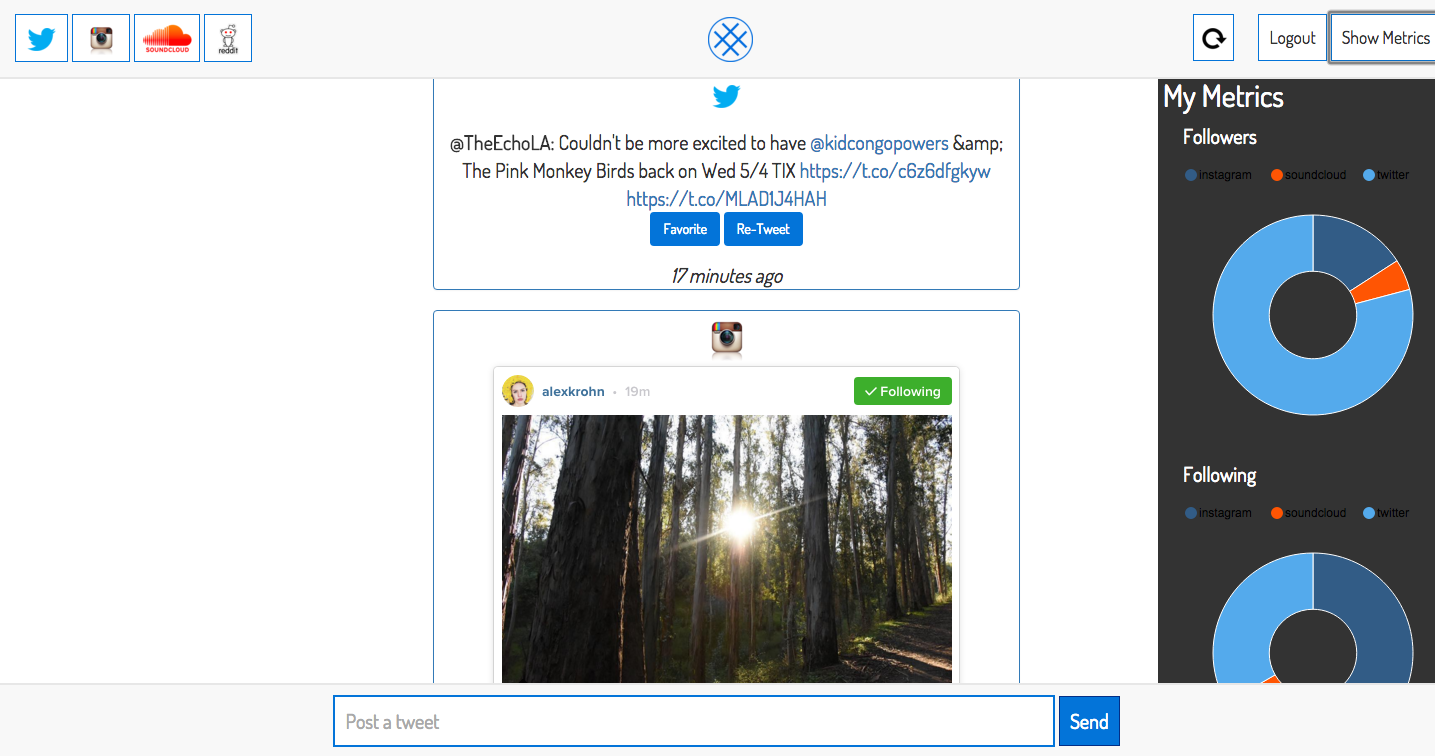 SOUNDCLOUD
reddit
Logout
Show Metrics
@TheEchoLA: Couldn't be more excited to have @kidcongopowers &amp;
The Pink Monkey Birds back on Wed 5/4 TIX https://t.co/c6z6dfgkyw
https://t.co/MLAD1J4HAH
Favorite Re-Tweet
17 minutes ago
alexkrohn • 19m
Following
My Metrics
Followers
instagram soundcloud twitter
Following
instagram soundcloud twitter
Post a tweet
Send